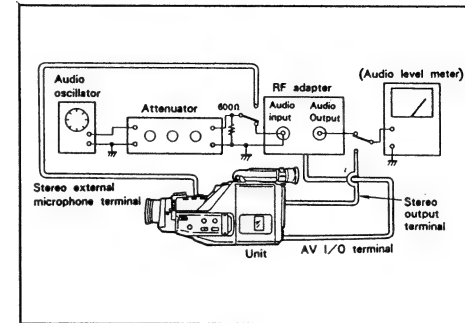 Audio
oscillator
Attenuator
600Ω
RF adapter
Audio
input
Audio
Output
(Audio level meter)
Stereo external
microphone terminal
Unit
AV I/O terminal
Stereo
output
terminal